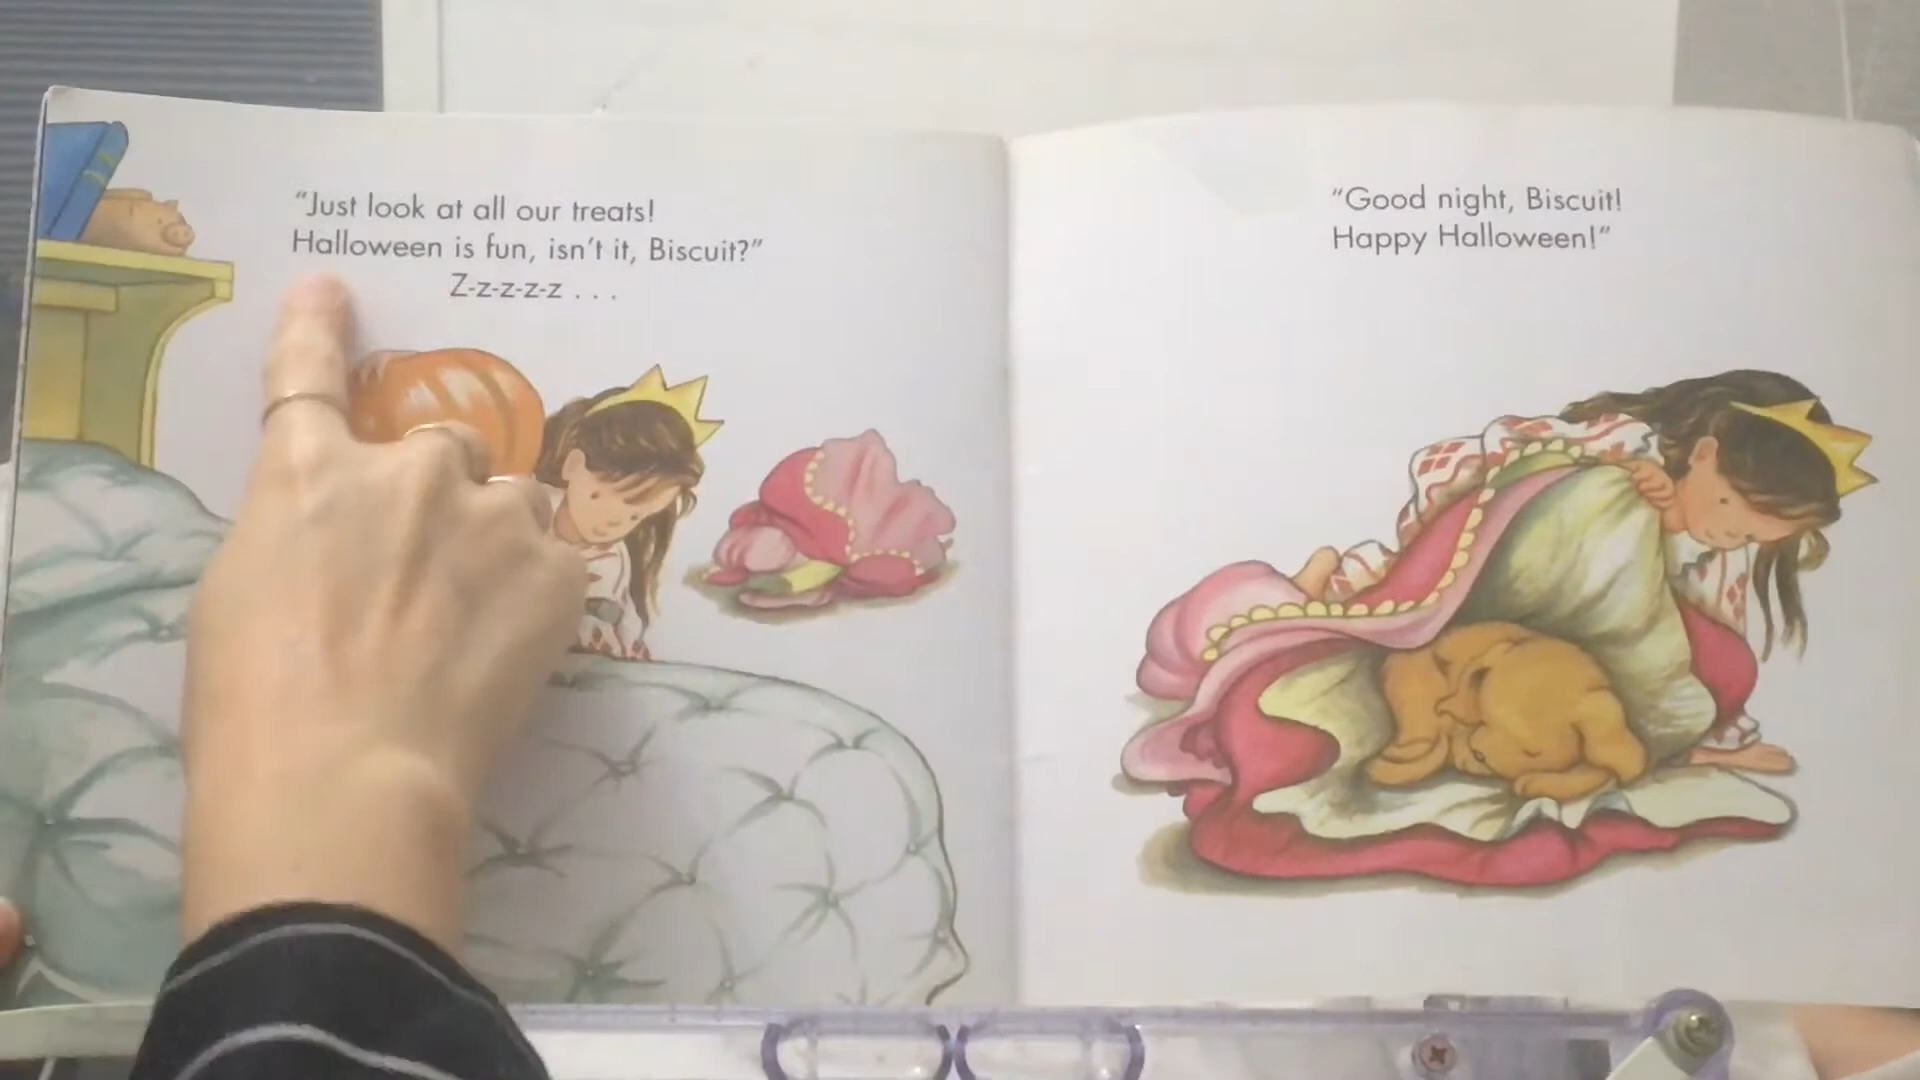 “Just look at all our treats!
Halloween is fun, isn’t it, Biscuit?”
Z-z-z-z-z . . .
“Good night, Biscuit!
Happy Halloween!”